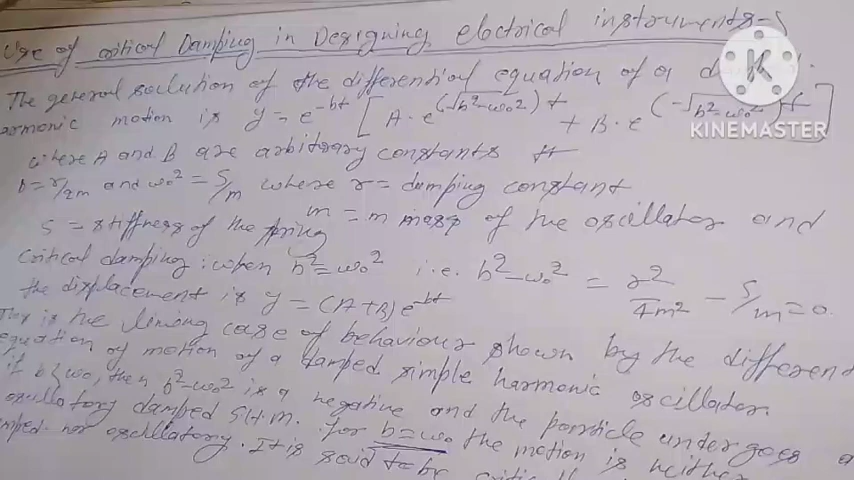 Use of critical Damping in Designing electrical instruments:-
The general solution of the differential equation of a d
armonic motion is y = e^{-bt} [ A. e^{(√b²-ω₀²) t} + B. e^{(-√b²-ω₀²) t} ]
where A and B are arbitrary constants
b = r/2m and ω₀² = S/m where r = damping constant
m = m mass of the oscillator and
S = stiffness of the spring
critical damping: when b² = ω₀² i.e. b² - ω₀² = r²/4m² - S/m = 0.
the displacement is y = (A+B) e^{-bt}
This is the liming case of behaviour shown by the different
equation of motion of a damped simple harmonic oscillator.
if b < ω₀, then b² - ω₀² is a negative and the particle undergoes a
oscillatory damped S.H.M. For b = ω₀ the motion is neither
mped nor oscillatory. It is said to be
KINEMASTER